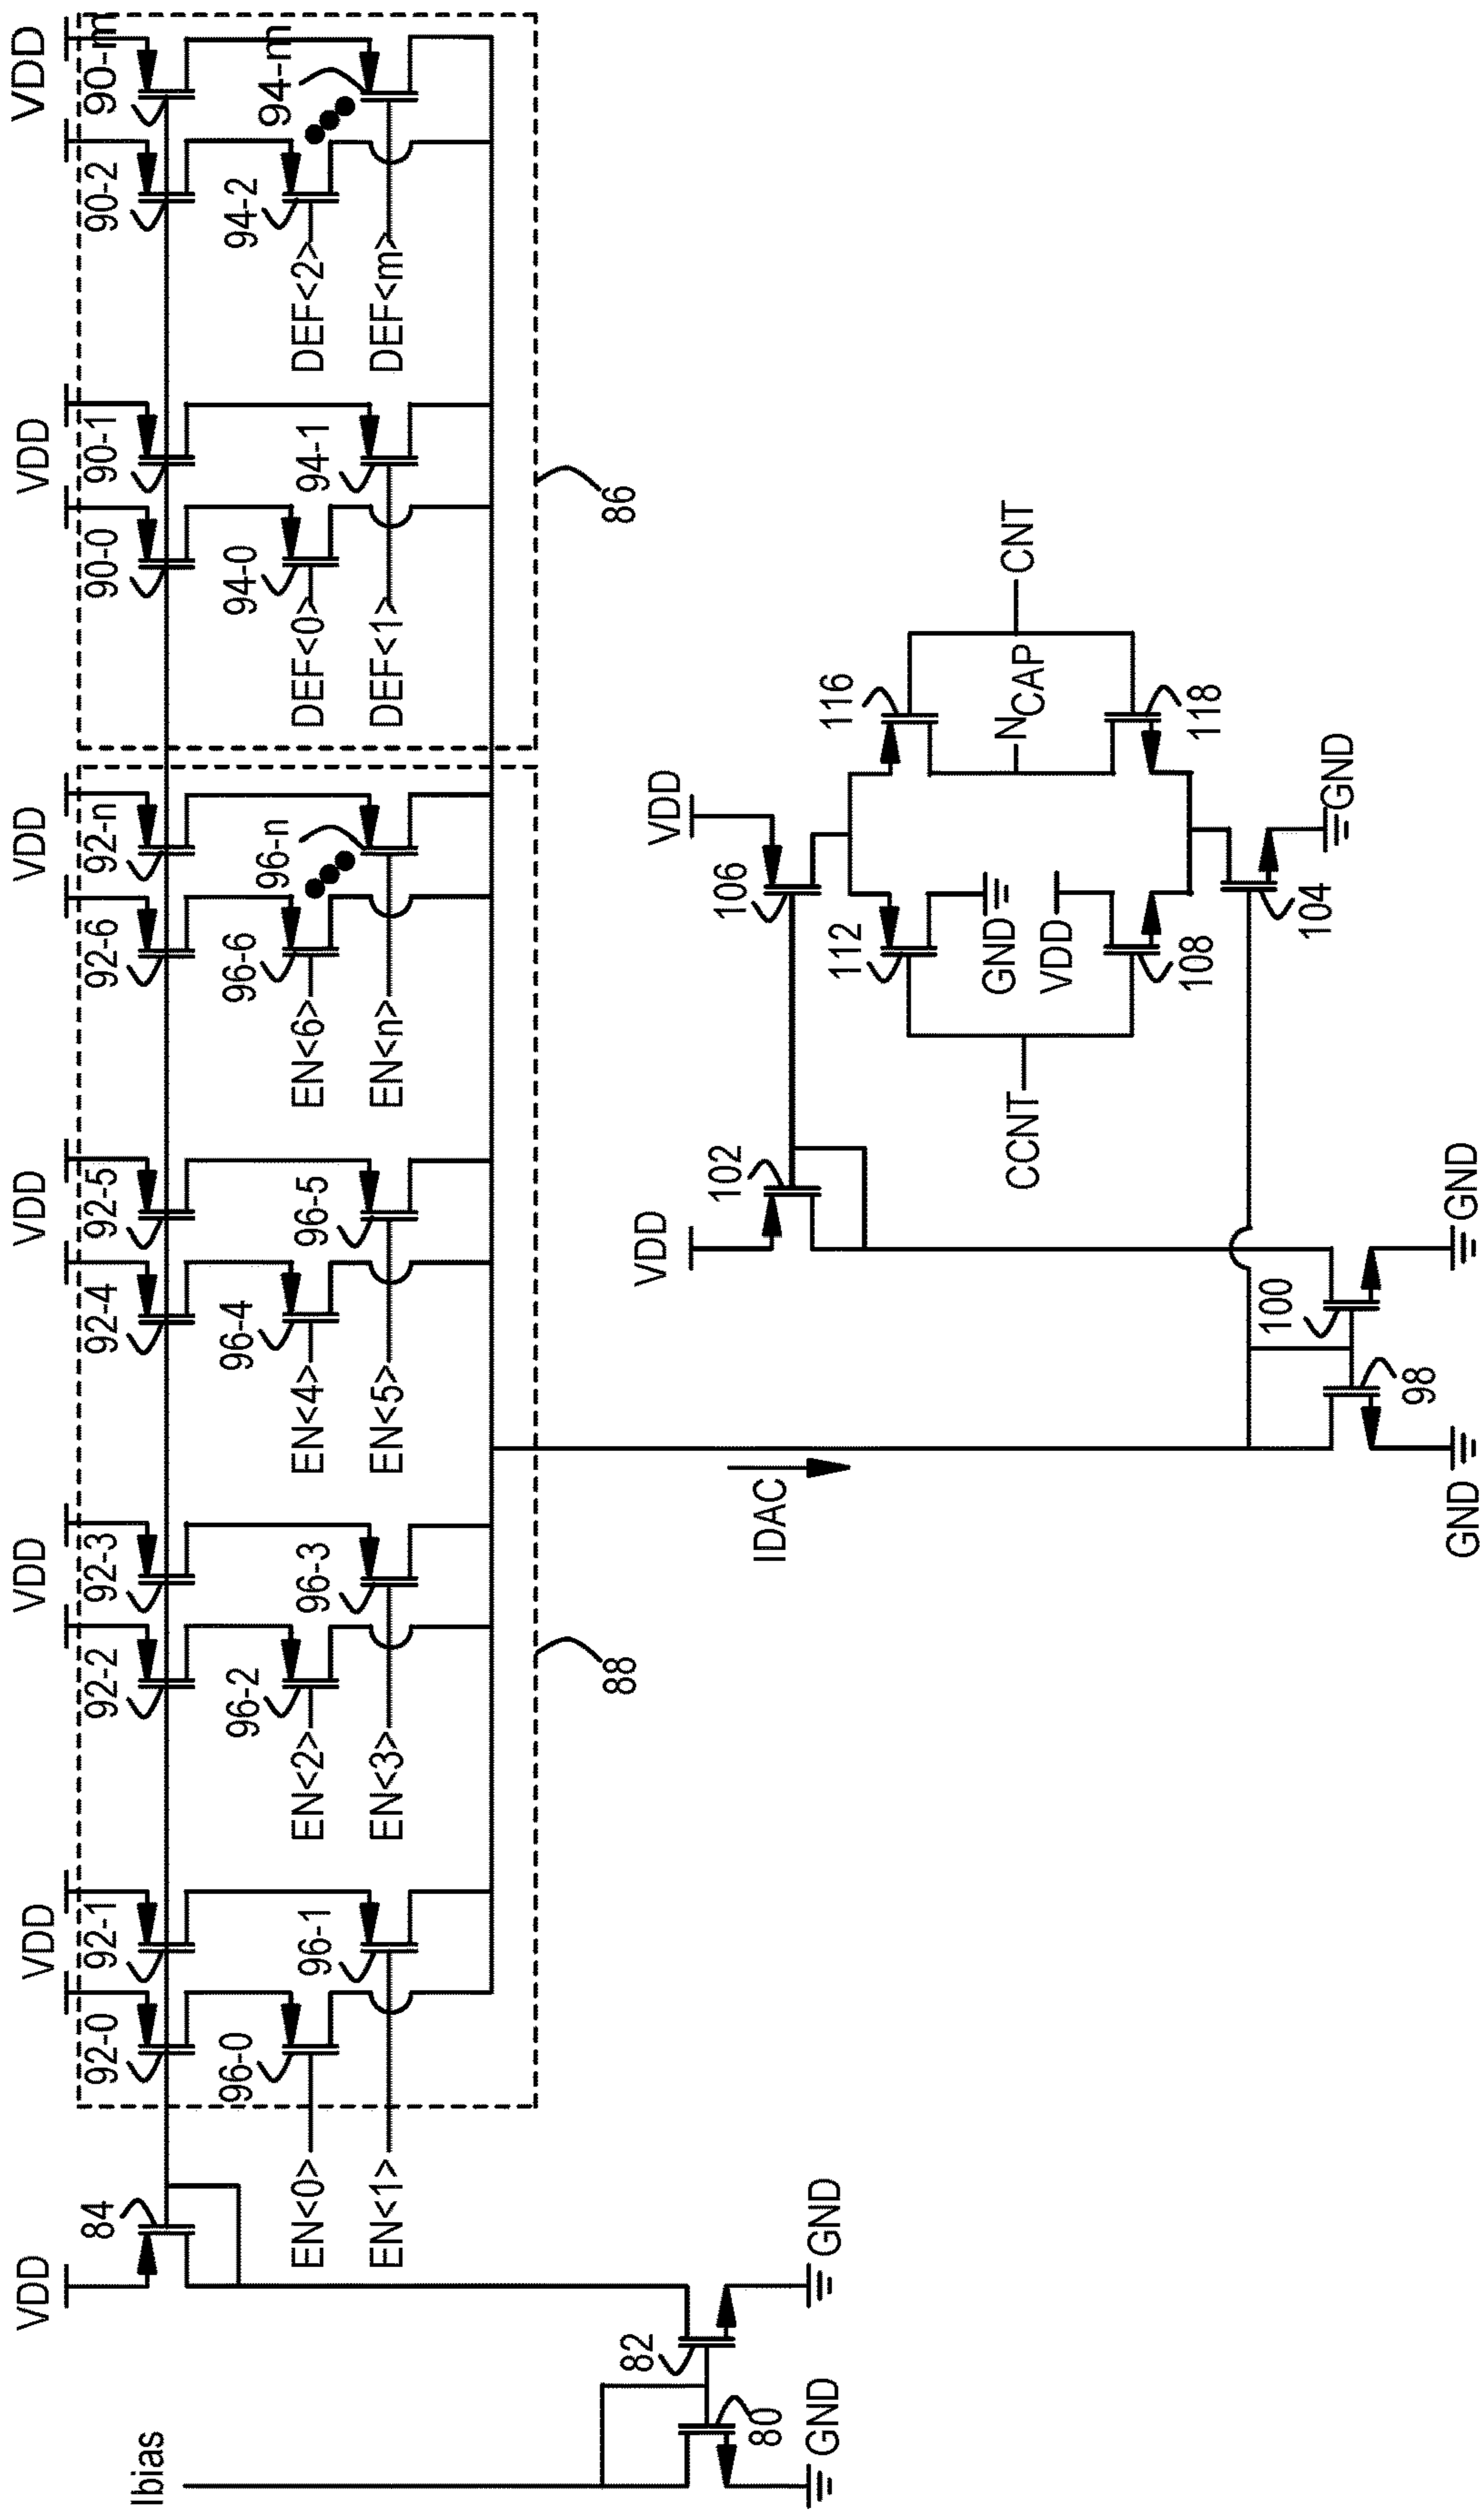 VDD
VDD
VDD
VDD
VDD
VDD
VDD
VDD
84
92-0
92-1
92-2
92-3
92-4
92-5
92-6
92-n
90-0
90-1
90-2
90-m
96-0
96-1
96-2
96-3
96-4
96-5
96-6
96-n
94-0
94-1
94-2
94-m
EN<0>
EN<2>
EN<4>
EN<6>
DEF<0>
DEF<2>
EN<1>
EN<3>
EN<5>
EN<n>
DEF<1>
DEF<m>
88
86
Ibias
82
80
GND
GND
IDAC
VDD
102
VDD
106
112
116
CCNT
GND
VDD
NCAP
CNT
108
118
104
GND
98
100
GND
GND